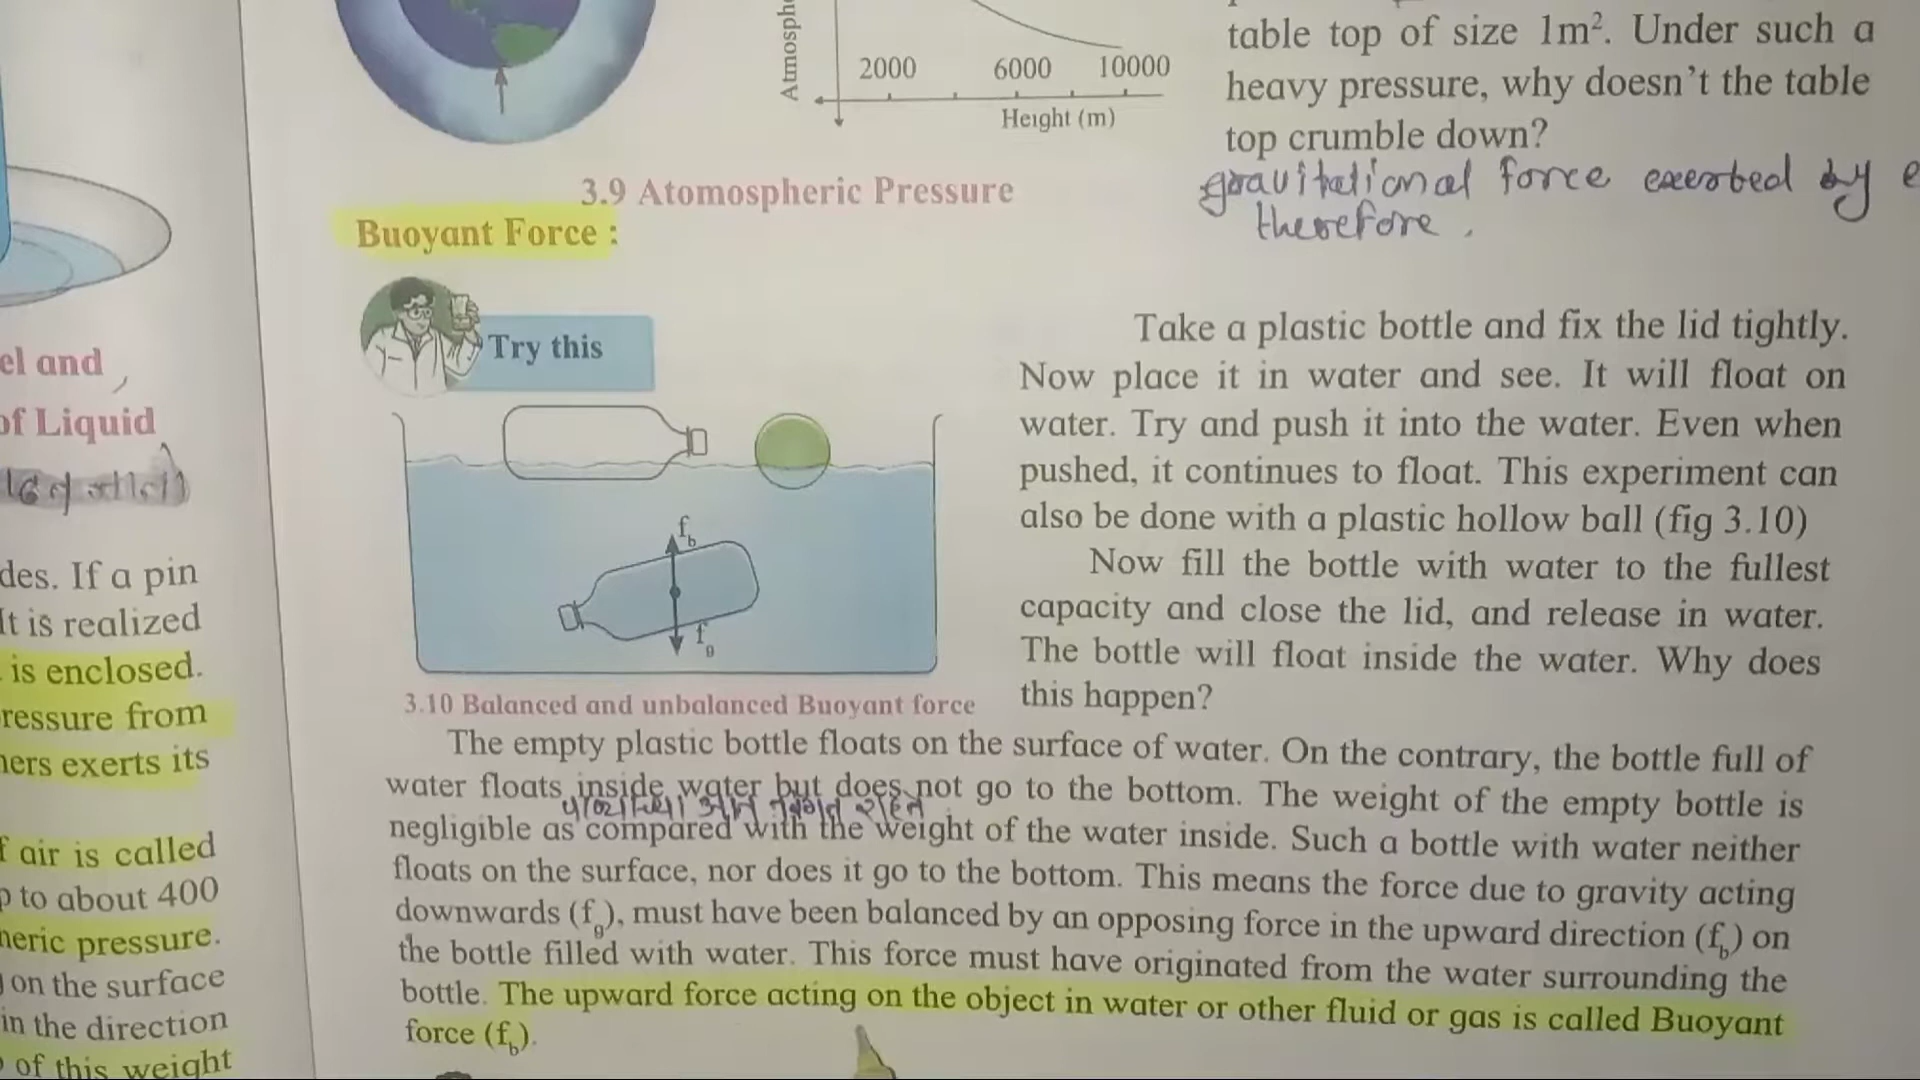 el and
of Liquid
des. If a pin
It is realized
is enclosed.
ressure from
ners exerts its
f air is called
to about 400
neric pressure.
on the surface
in the direction
of this weight
Atmosph
2000 6000 10000
Height (m)
3.9 Atomospheric Pressure
table top of size 1m². Under such a
heavy pressure, why doesn't the table
top crumble down?
gravitational force exerted by e
therefore.
Buoyant Force :
Try this
f_b
f_g
3.10 Balanced and unbalanced Buoyant force
Take a plastic bottle and fix the lid tightly.
Now place it in water and see. It will float on
water. Try and push it into the water. Even when
pushed, it continues to float. This experiment can
also be done with a plastic hollow ball (fig 3.10)
Now fill the bottle with water to the fullest
capacity and close the lid, and release in water.
The bottle will float inside the water. Why does
this happen?
The empty plastic bottle floats on the surface of water. On the contrary, the bottle full of
water floats inside water but does not go to the bottom. The weight of the empty bottle is
negligible as compared with the weight of the water inside. Such a bottle with water neither
floats on the surface, nor does it go to the bottom. This means the force due to gravity acting
downwards (f_g), must have been balanced by an opposing force in the upward direction (f_b) on
the bottle filled with water. This force must have originated from the water surrounding the
bottle. The upward force acting on the object in water or other fluid or gas is called Buoyant
force (f_b).